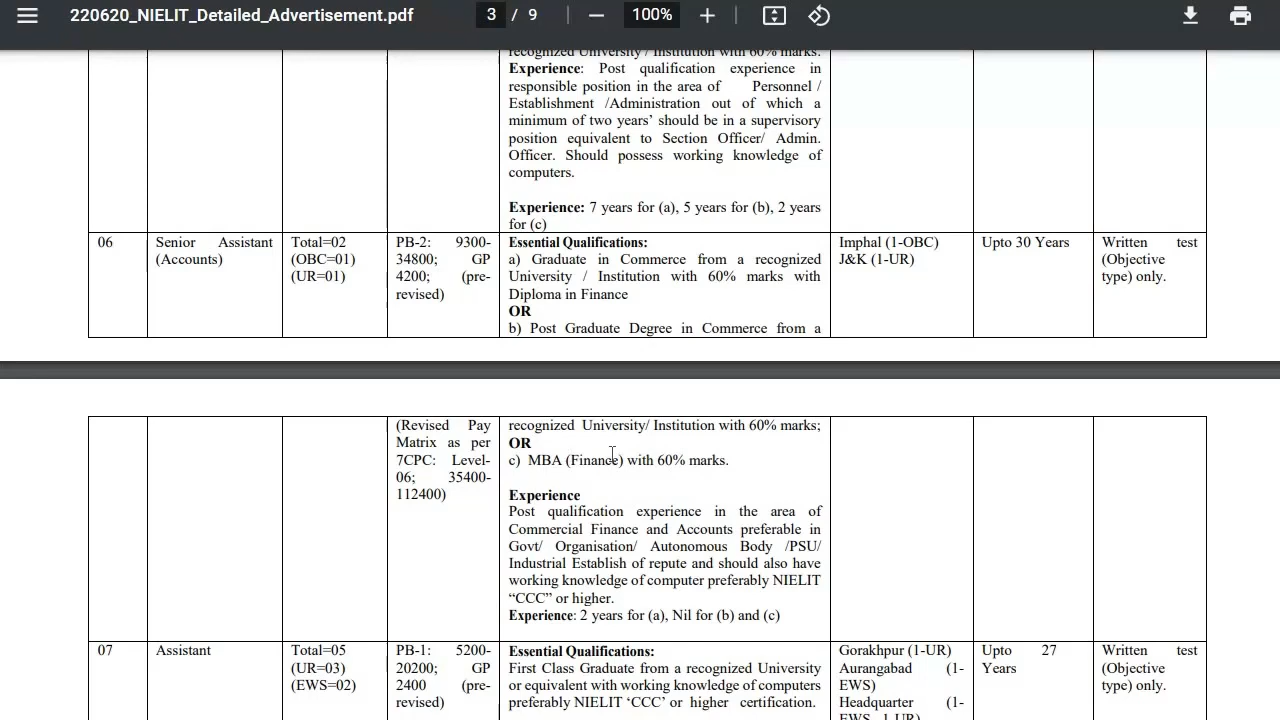 220620_NIELIT_Detailed_Advertisement.pdf 3 / 9 100%
recognized University / Institution with 60% marks.
Experience: Post qualification experience in
responsible position in the area of Personnel /
Establishment /Administration out of which a
minimum of two years' should be in a supervisory
position equivalent to Section Officer/ Admin.
Officer. Should possess working knowledge of
computers.
Experience: 7 years for (a), 5 years for (b), 2 years
for (c)
06
Senior Assistant
(Accounts)
Total=02
(OBC=01)
(UR=01)
PB-2: 9300-
34800; GP
4200; (pre-
revised)
Essential Qualifications:
a) Graduate in Commerce from a recognized
University / Institution with 60% marks with
Diploma in Finance
OR
b) Post Graduate Degree in Commerce from a
Imphal (1-OBC)
J&K (1-UR)
Upto 30 Years
Written test
(Objective
type) only.
(Revised Pay
Matrix as per
7CPC: Level-
06; 35400-
112400)
recognized University/ Institution with 60% marks;
OR
c) MBA (Finance) with 60% marks.
Experience
Post qualification experience in the area of
Commercial Finance and Accounts preferable in
Govt/ Organisation/ Autonomous Body /PSU/
Industrial Establish of repute and should also have
working knowledge of computer preferably NIELIT
“CCC” or higher.
Experience: 2 years for (a), Nil for (b) and (c)
07
Assistant
Total=05
(UR=03)
(EWS=02)
PB-1: 5200-
20200; GP
2400 (pre-
revised)
Essential Qualifications:
First Class Graduate from a recognized University
or equivalent with working knowledge of computers
preferably NIELIT ‘CCC’ or higher certification.
Gorakhpur (1-UR)
Aurangabad (1-
EWS)
Headquarter (1-
EWS, 1-UR)
Upto 27
Years
Written test
(Objective
type) only.